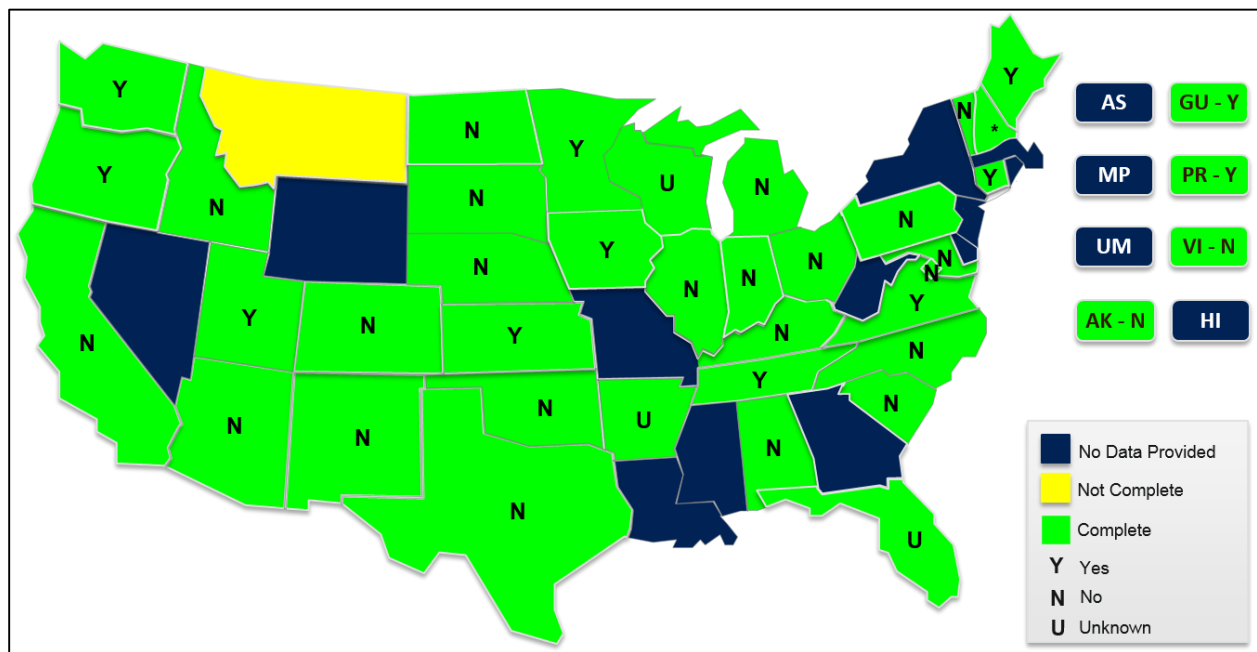 Y
Y
N
N
Y
N
N
N
N
N
N
Y
Y
Y
N
N
U
U
N
N
N
N
N
Y
N
Y
N
N
U
N
N
N
Y
Y
N
*
Y
AS
GU - Y
MP
PR - Y
UM
VI - N
AK - N
HI
No Data Provided
Not Complete
Complete
Y Yes
N No
U Unknown